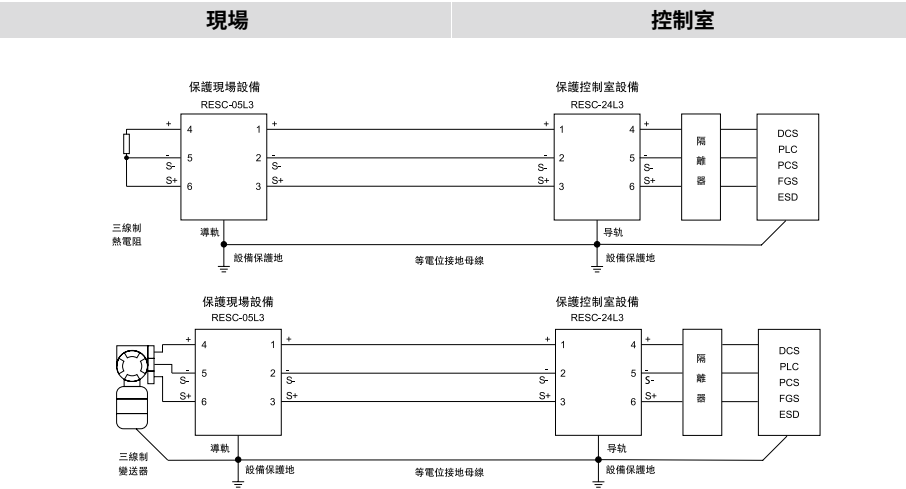 現場
控制室
保護現場設備
RESC-05L3
保護控制室設備
RESC-24L3
+ 4 1 + + 1 4 +
- 5 2 - - 2 5 -
S- S- S- S-
S+ 6 3 S+ S+ 3 6 S+
隔
離
器
DCS
PLC
PCS
FGS
ESD
三線制
熱電阻
導軌
设備保護地
等電位接地母線
导轨
設備保護地
保護現場設備
RESC-05L3
保護控制室設備
RESC-24L3
+ 4 1 + + 1 4 +
- 5 2 - - 2 5 -
S- S- S- S-
S+ 6 3 S+ S+ 3 6 S+
隔
離
器
DCS
PLC
PCS
FGS
ESD
三線制
變送器
導軌
設備保護地
等電位接地母線
导轨
設備保護地